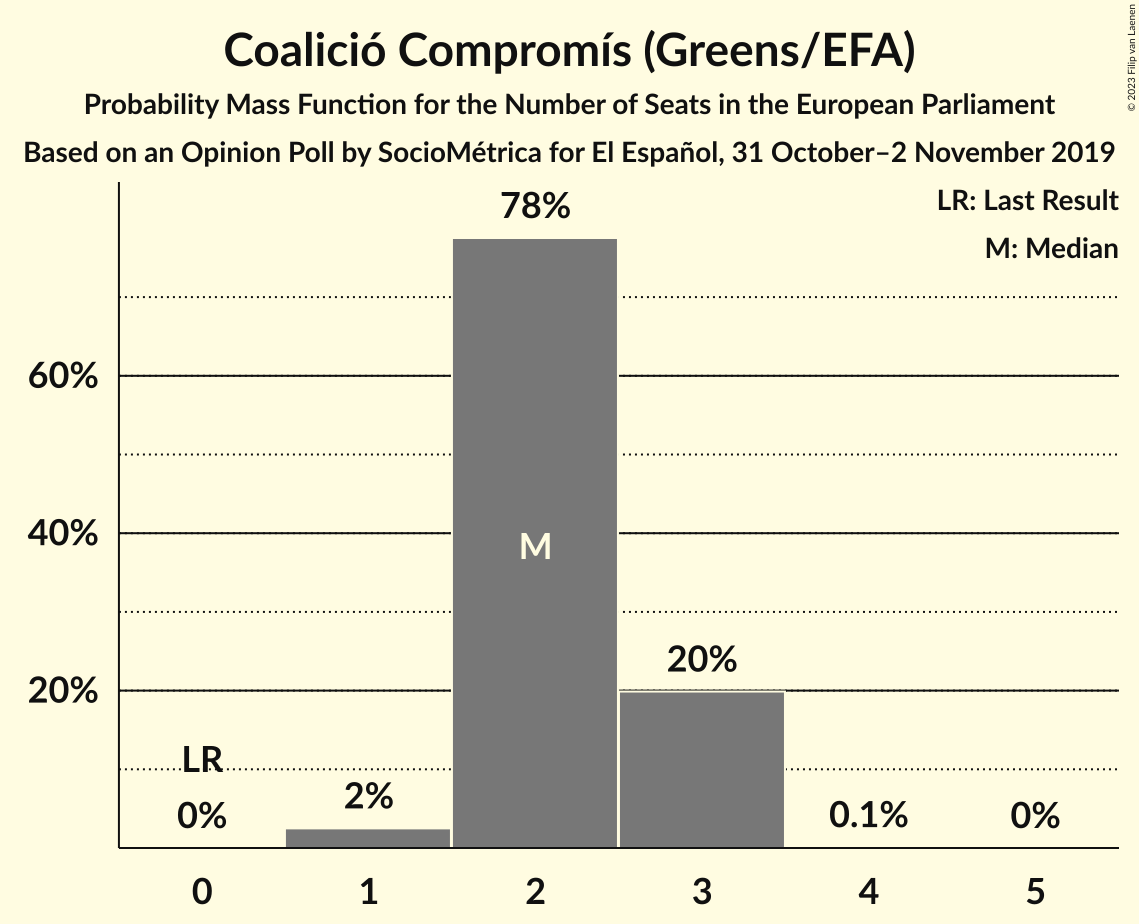 Coalició Compromís (Greens/EFA)
Probability Mass Function for the Number of Seats in the European Parliament
Based on an Opinion Poll by SocioMétrica for El Español, 31 October–2 November 2019
© 2023 Filip van Laenen
LR: Last Result
M: Median
78%
60%
40%
M
20%
20%
LR
0%
2%
0.1%
0%
0 1 2 3 4 5